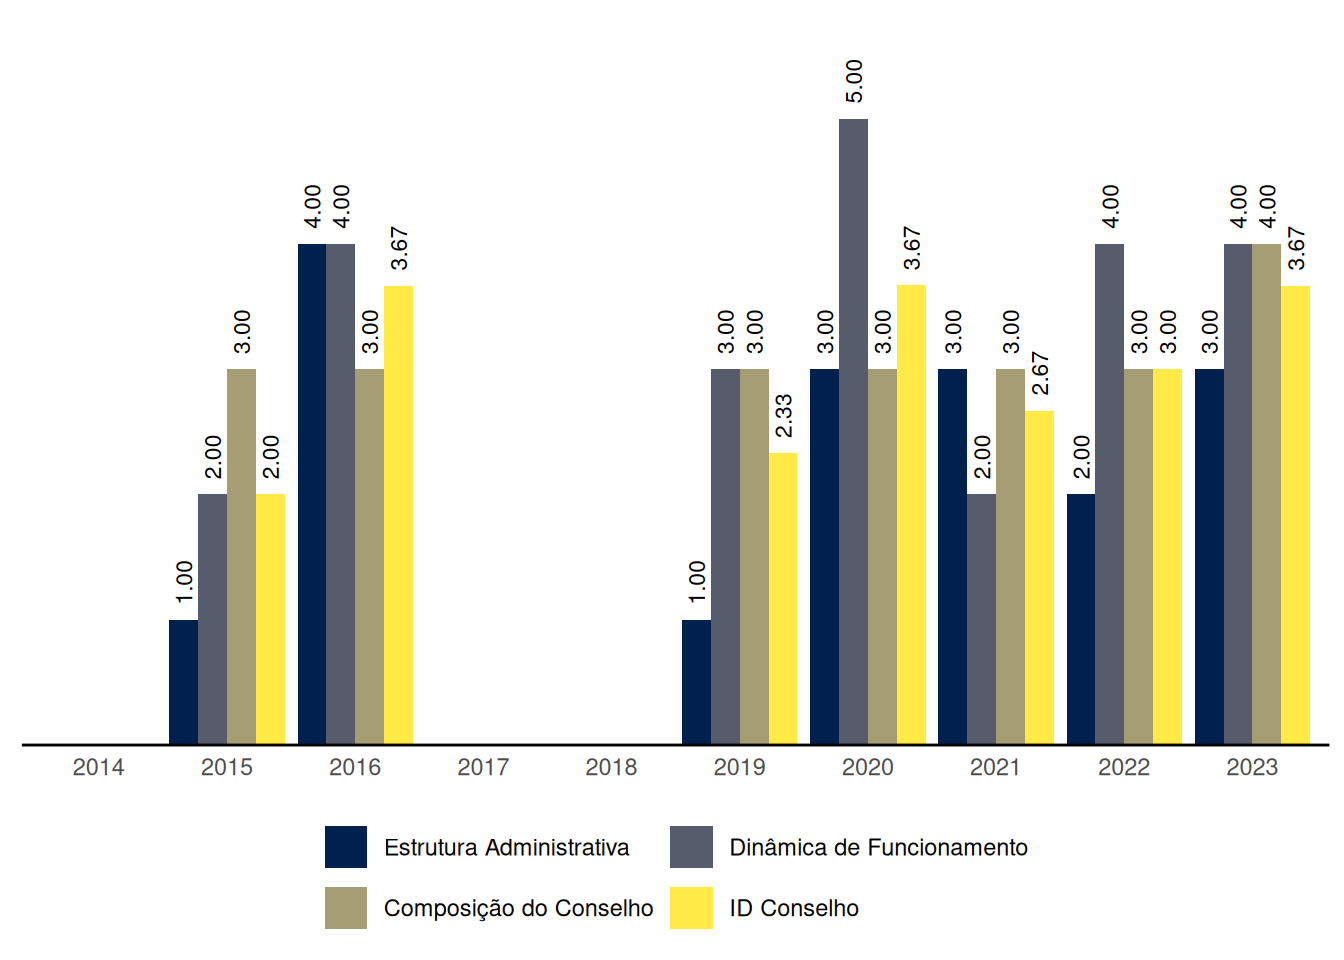 5.00
4.00 4.00 4.00 4.00 4.00
3.67 3.67 3.67
3.00 3.00 3.00 3.00 3.00 3.00 3.00 3.00 3.00 3.00 3.00
2.67
2.33
2.00 2.00 2.00 2.00
1.00 1.00
2014 2015 2016 2017 2018 2019 2020 2021 2022 2023
Estrutura Administrativa Dinâmica de Funcionamento
Composição do Conselho ID Conselho